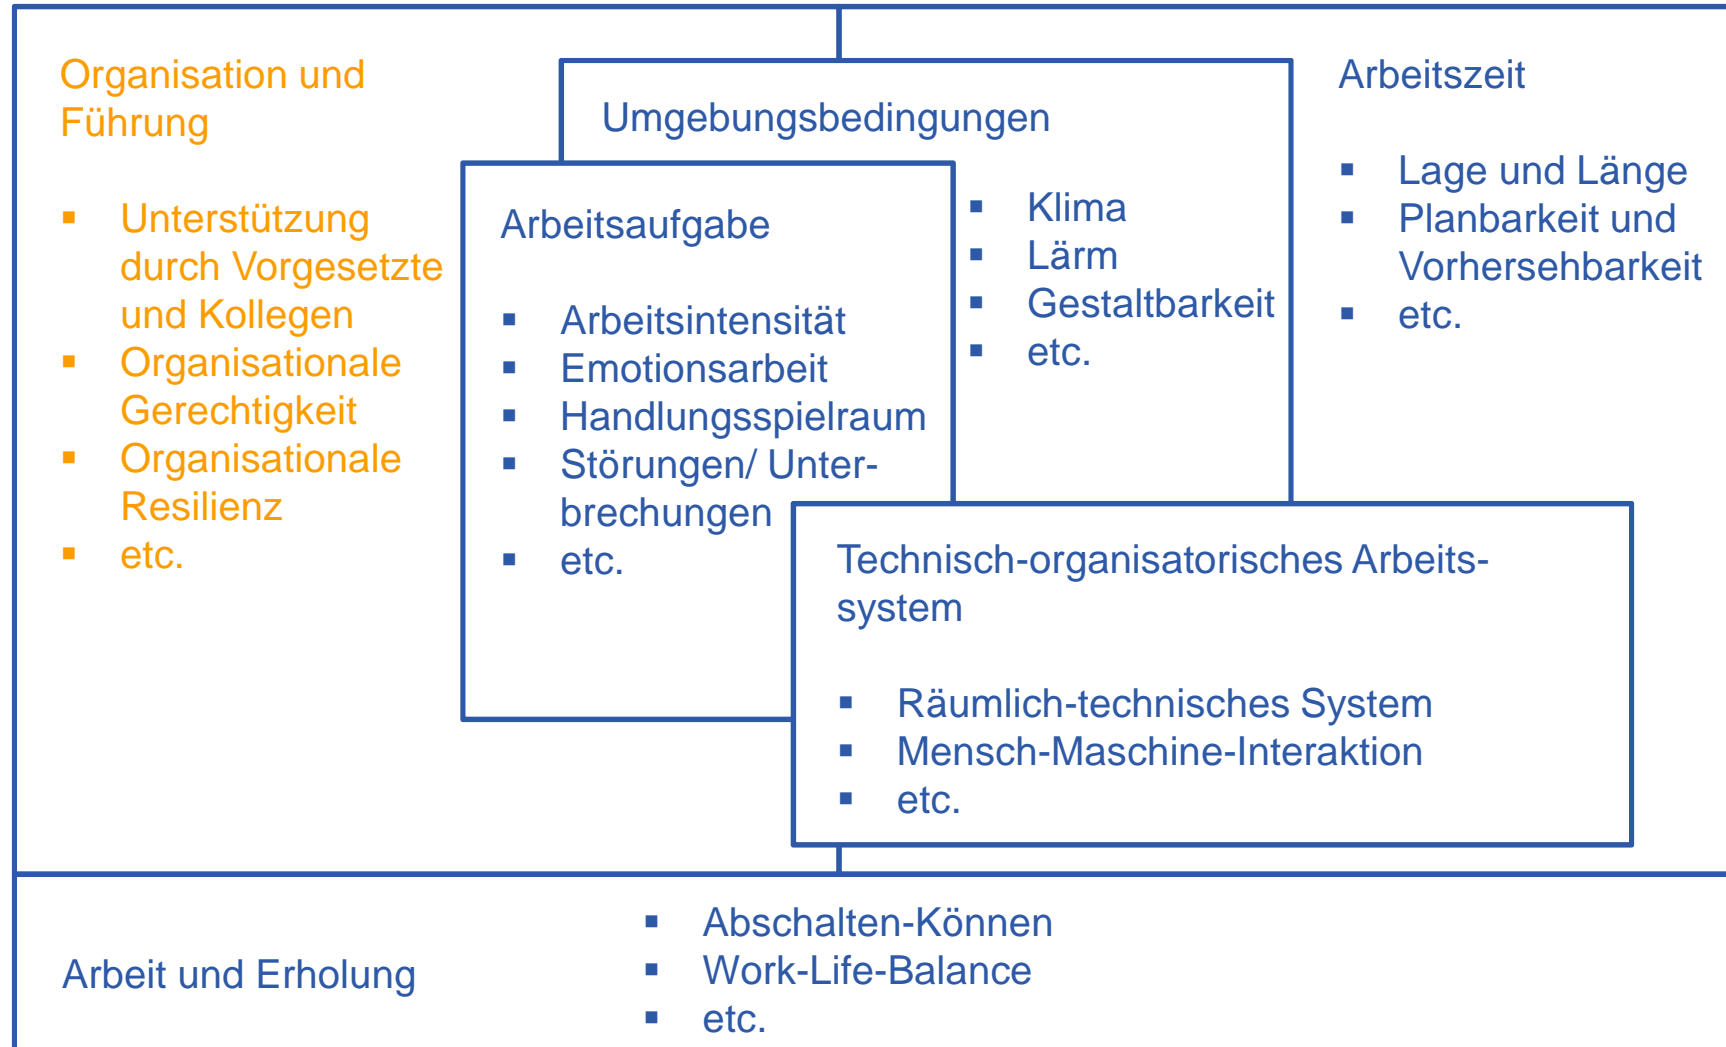 Organisation und
Führung
▪ Unterstützung
durch Vorgesetzte
und Kollegen
▪ Organisationale
Gerechtigkeit
▪ Organisationale
Resilienz
▪ etc.
Umgebungsbedingungen
▪ Klima
▪ Lärm
▪ Gestaltbarkeit
▪ etc.
Arbeitsaufgabe
▪ Arbeitsintensität
▪ Emotionsarbeit
▪ Handlungsspielraum
▪ Störungen/ Unter-
brechungen
▪ etc.
Arbeitszeit
▪ Lage und Länge
▪ Planbarkeit und
Vorhersehbarkeit
▪ etc.
Technisch-organisatorisches Arbeits-
system
▪ Räumlich-technisches System
▪ Mensch-Maschine-Interaktion
▪ etc.
Arbeit und Erholung
▪ Abschalten-Können
▪ Work-Life-Balance
▪ etc.